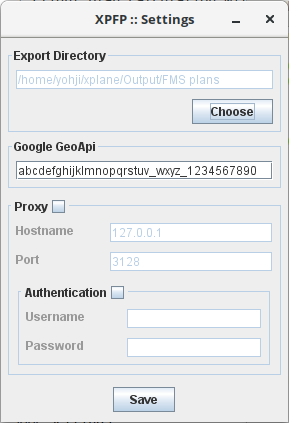 XPFP :: Settings
Export Directory
/home/yohji/xplane/Output/FMS plans
Choose
Google GeoApi
abcdefghijklmnopqrstuv_wxyz_1234567890
Proxy
Hostname 127.0.0.1
Port 3128
Authentication
Username
Password
Save